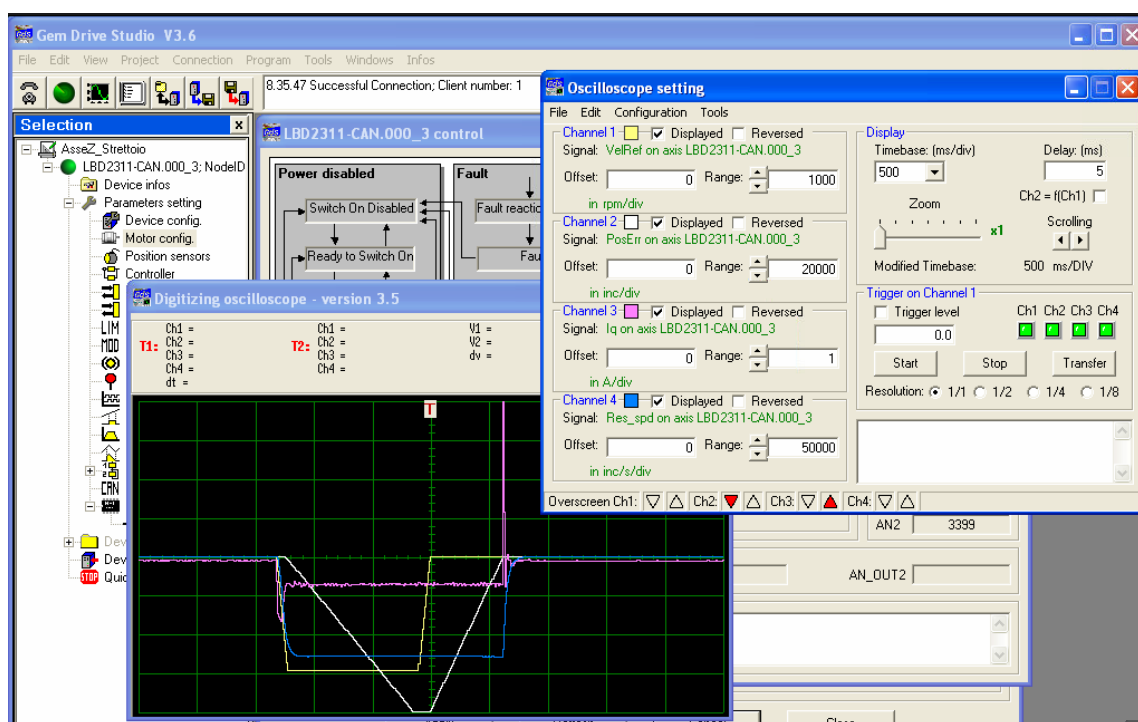 Gem Drive Studio V3.6
File Edit View Project Connection Program Tools Windows Infos
8.35.47 Successful Connection; Client number: 1
Selection x
AsseZ_Strettoio
LBD2311-CAN.000_3; NodeID
Device infos
Parameters setting
Device config.
Motor config.
Position sensors
Controller
LIM
MOD
CAN
Dev
Dev
STOP Quic
LBD2311-CAN.000_3 control
Power disabled
Fault
Switch On Disabled
Fault reactio
Ready to Switch On
Fau
Digitizing oscilloscope - version 3.5
T1:
Ch1 =
Ch2 =
Ch3 =
Ch4 =
dt =
T2:
Ch1 =
Ch2 =
Ch3 =
Ch4 =
V1 =
V2 =
dv =
T
Oscilloscope setting
File Edit Configuration Tools
Channel 1 Displayed Reversed
Signal: VelRef on axis LBD2311-CAN.000_3
Offset: 0 Range: 1000
in rpm/div
Channel 2 Displayed Reversed
Signal: PosErr on axis LBD2311-CAN.000_3
Offset: 0 Range: 20000
in inc/div
Channel 3 Displayed Reversed
Signal: Iq on axis LBD2311-CAN.000_3
Offset: 0 Range: 1
in A/div
Channel 4 Displayed Reversed
Signal: Res_spd on axis LBD2311-CAN.000_3
Offset: 0 Range: 50000
in inc/s/div
Overscreen Ch1: Ch2: Ch3: Ch4:
Display
Timebase: (ms/div) Delay: (ms)
500 5
Ch2 = f(Ch1)
Zoom
x1
Scrolling
Modified Timebase: 500 ms/DIV
Trigger on Channel 1
Trigger level Ch1 Ch2 Ch3 Ch4
0.0
Start Stop Transfer
Resolution: 1/1 1/2 1/4 1/8
AN2 3399
AN_OUT2